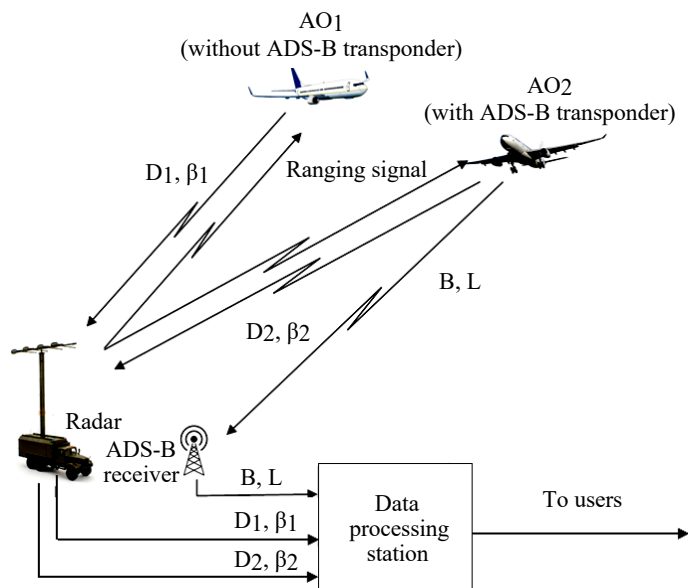 AO1
(without ADS-B transponder)
AO2
(with ADS-B transponder)
D1, β1
Ranging signal
B, L
D2, β2
Radar
ADS-B
receiver
B, L
D1, β1
D2, β2
Data
processing
station
To users